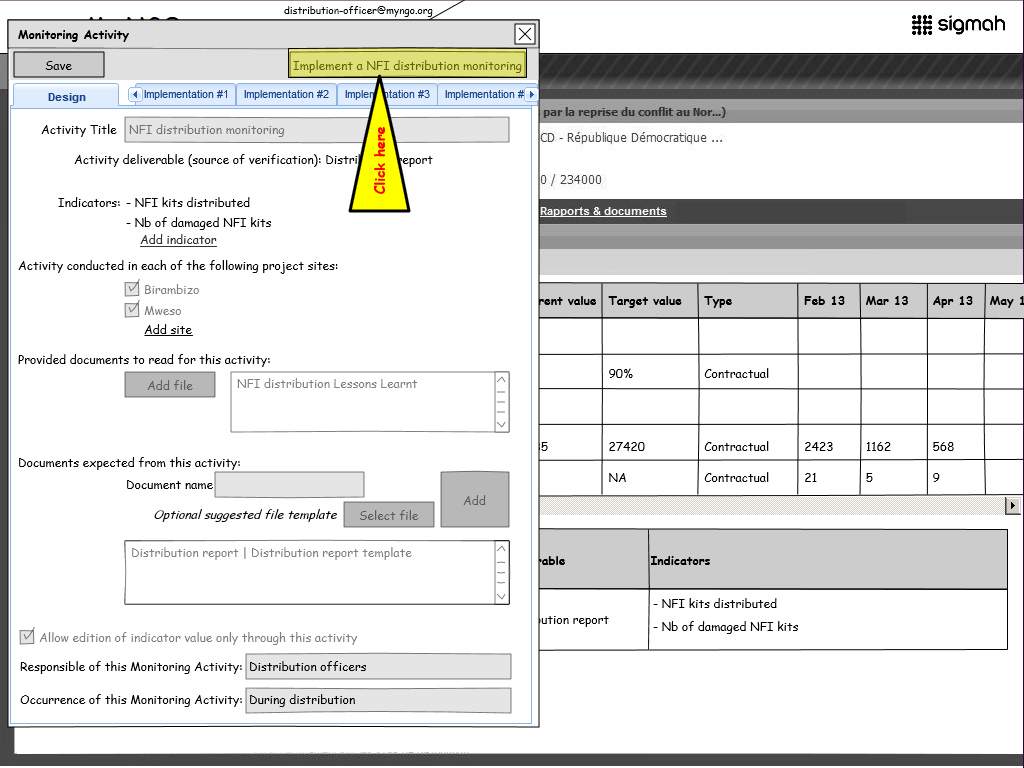 distribution-officer@myngo.org
sigmah
Monitoring Activity
Save
Implement a NFI distribution monitoring
Design
Implementation #1
Implementation #2
Implementation #3
Implementation #
Click here
Activity Title
NFI distribution monitoring
Activity deliverable (source of verification): Distri report
Indicators:
- NFI kits distributed
- Nb of damaged NFI kits
Add indicator
Activity conducted in each of the following project sites:
Birambizo
Mweso
Add site
Provided documents to read for this activity:
Add file
NFI distribution Lessons Learnt
Documents expected from this activity:
Document name
Add
Optional suggested file template
Select file
Distribution report | Distribution report template
Allow edition of indicator value only through this activity
Responsible of this Monitoring Activity:
Distribution officers
Occurrence of this Monitoring Activity:
During distribution
par la reprise du conflit au Nor...)
CD - République Démocratique ...
0 / 234000
Rapports & documents
rent value Target value Type Feb 13 Mar 13 Apr 13 May 1
90% Contractual
5 27420 Contractual 2423 1162 568
NA Contractual 21 5 9
rable Indicators
bution report
- NFI kits distributed
- Nb of damaged NFI kits